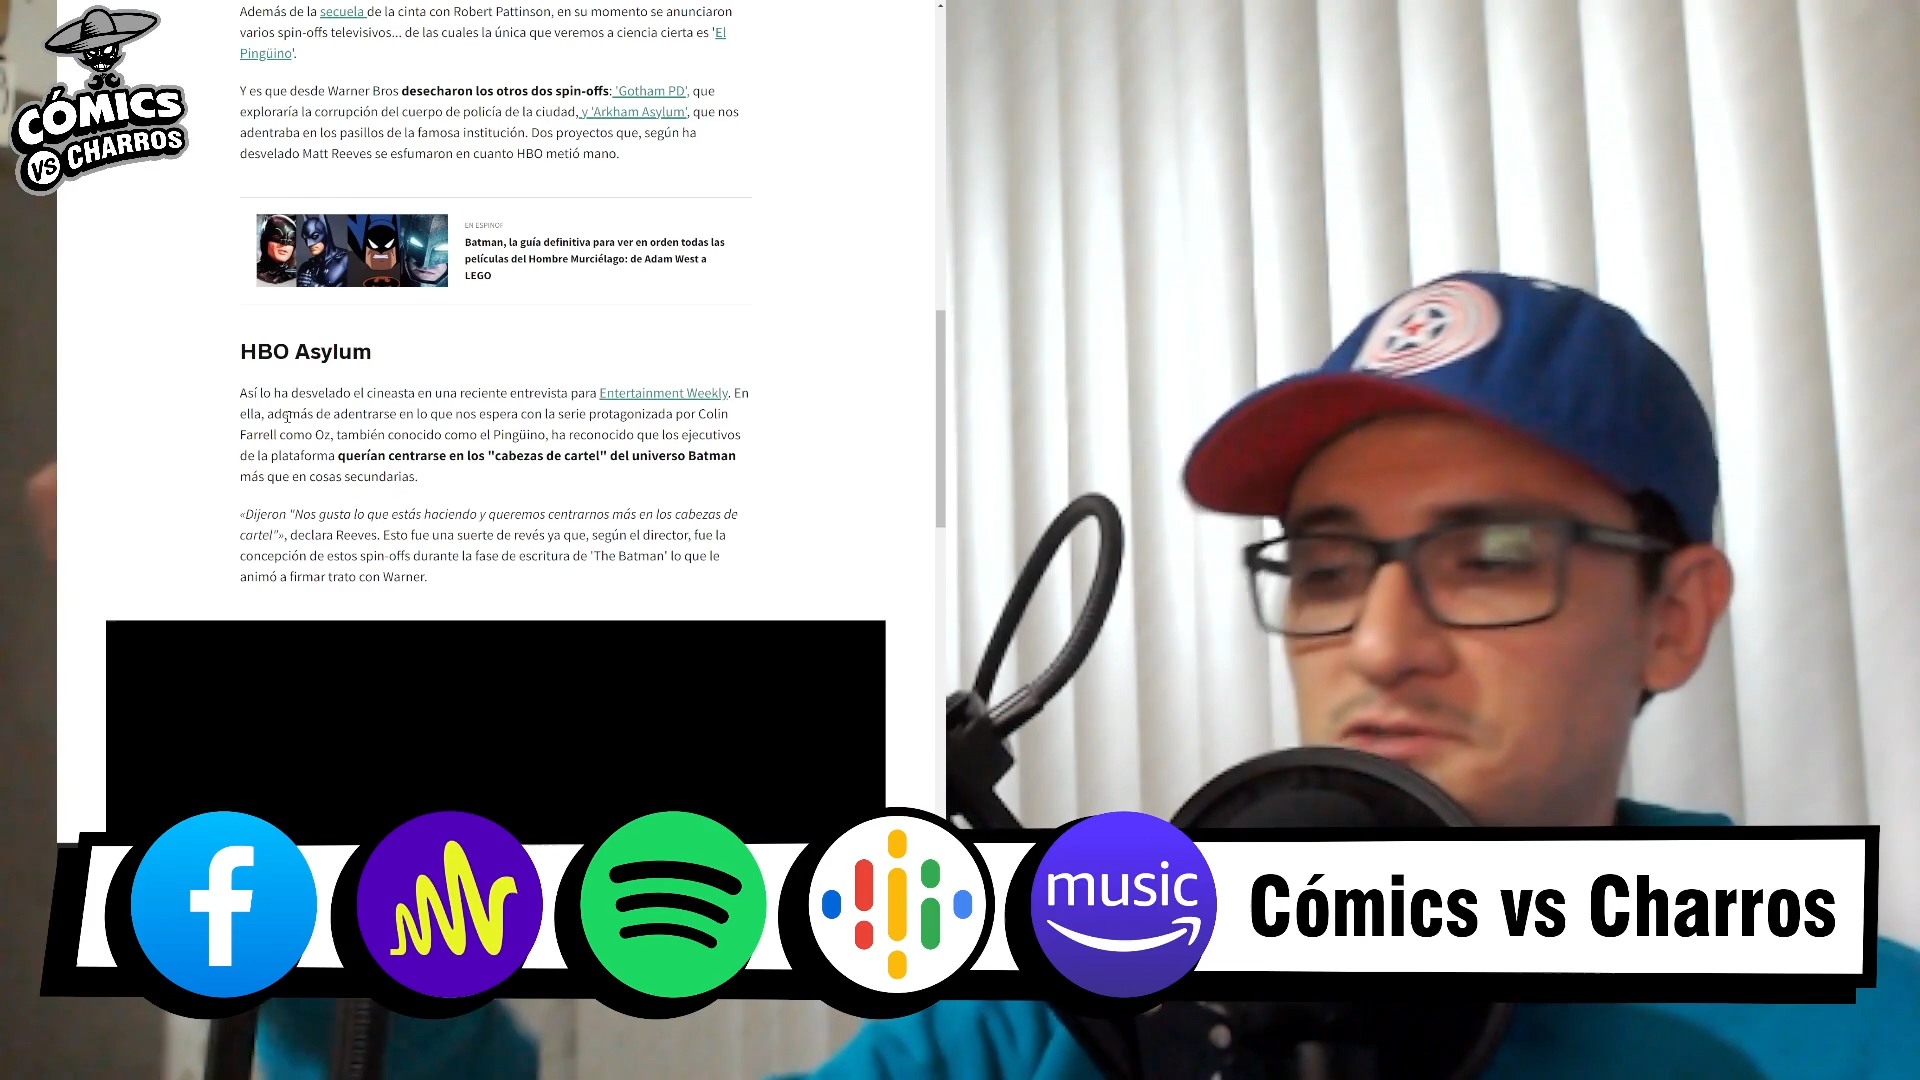 CÓMICS
VS CHARROS
Además de la secuela de la cinta con Robert Pattinson, en su momento se anunciaron
varios spin-offs televisivos... de las cuales la única que veremos a ciencia cierta es 'El
Pingüino'.
Y es que desde Warner Bros desecharon los otros dos spin-offs: 'Gotham PD', que
exploraría la corrupción del cuerpo de policía de la ciudad, y 'Arkham Asylum', que nos
adentraba en los pasillos de la famosa institución. Dos proyectos que, según ha
desvelado Matt Reeves se esfumaron en cuanto HBO metió mano.
EN ESPINOF
Batman, la guía definitiva para ver en orden todas las
películas del Hombre Murciélago: de Adam West a
LEGO
HBO Asylum
Así lo ha desvelado el cineasta en una reciente entrevista para Entertainment Weekly. En
ella, además de adentrarse en lo que nos espera con la serie protagonizada por Colin
Farrell como Oz, también conocido como el Pingüino, ha reconocido que los ejecutivos
de la plataforma querían centrarse en los "cabezas de cartel" del universo Batman
más que en cosas secundarias.
«Dijeron "Nos gusta lo que estás haciendo y queremos centrarnos más en los cabezas de
cartel"», declara Reeves. Esto fue una suerte de revés ya que, según el director, fue la
concepción de estos spin-offs durante la fase de escritura de 'The Batman' lo que le
animó a firmar trato con Warner.
music
Cómics vs Charros